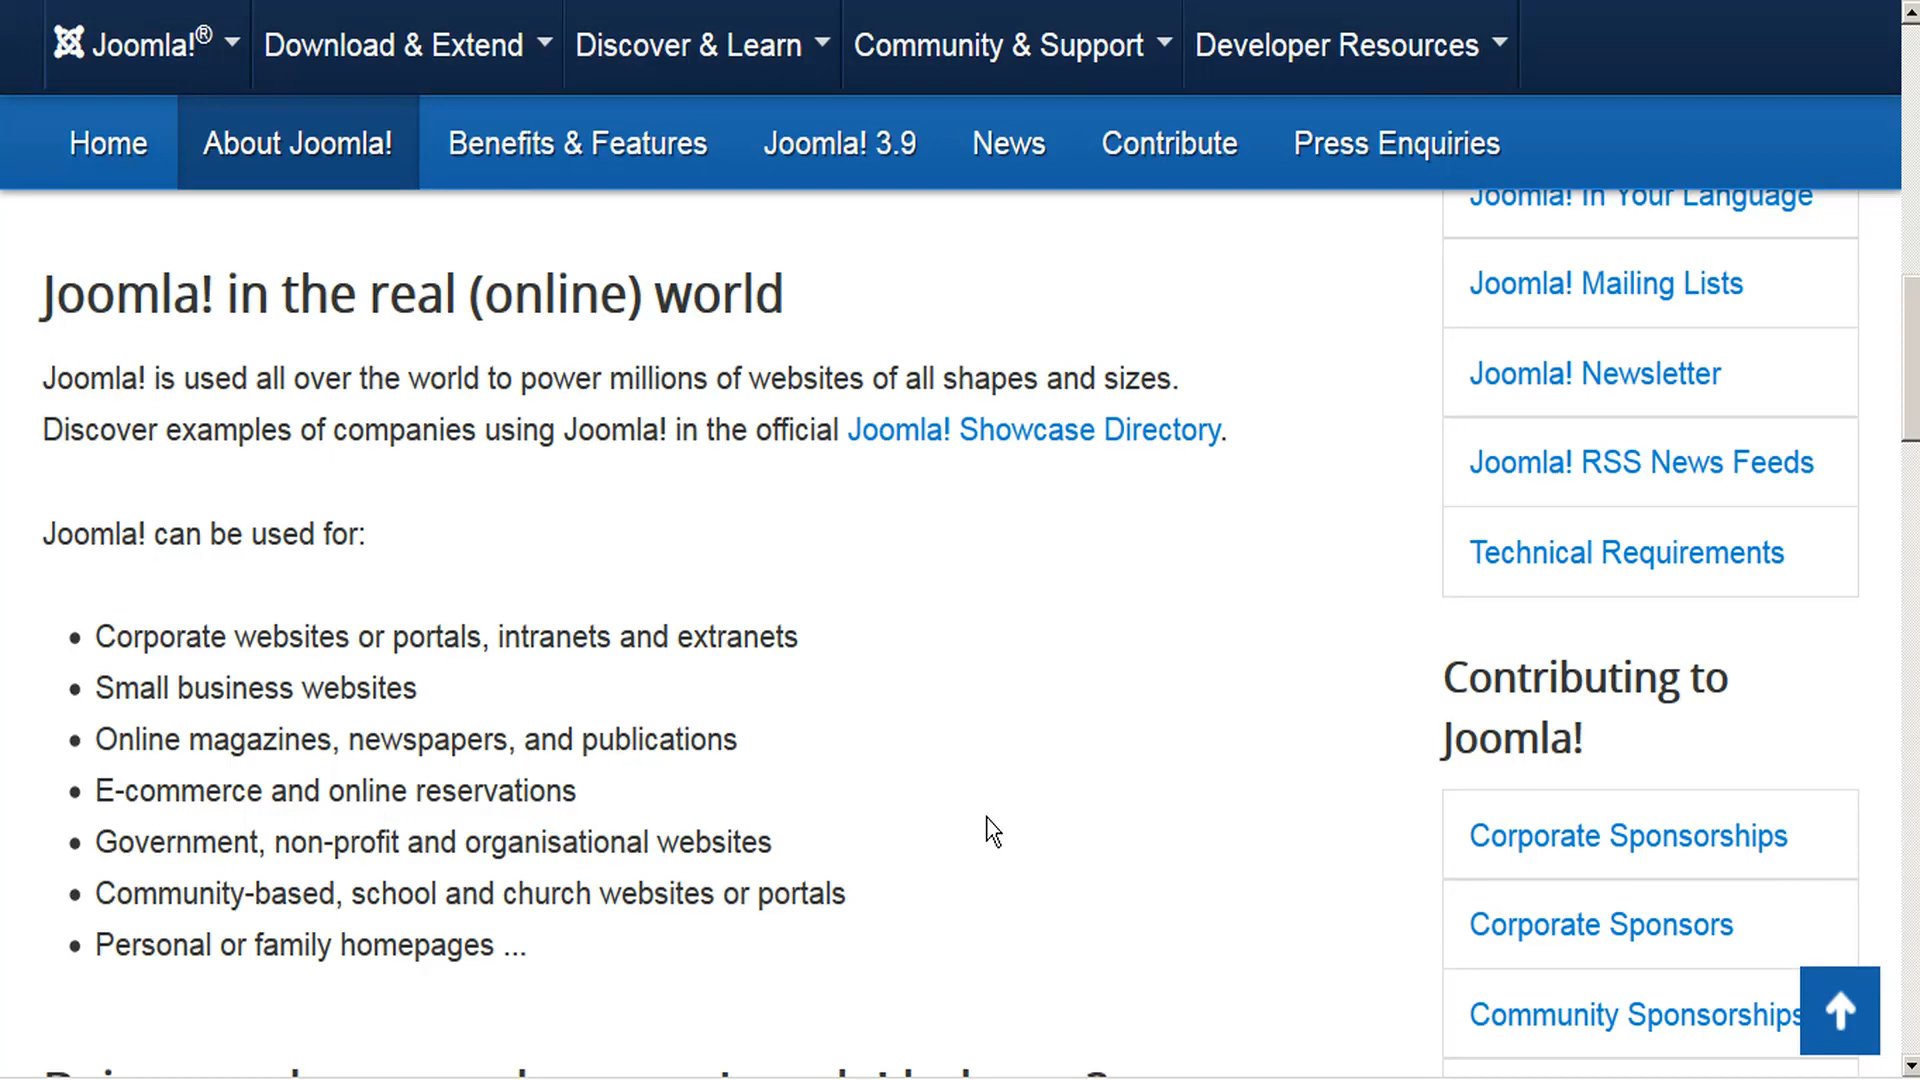 Joomla!® Download & Extend Discover & Learn Community & Support Developer Resources
Home About Joomla! Benefits & Features Joomla! 3.9 News Contribute Press Enquiries
Joomla! in the real (online) world
Joomla! is used all over the world to power millions of websites of all shapes and sizes.
Discover examples of companies using Joomla! in the official Joomla! Showcase Directory.
Joomla! can be used for:
• Corporate websites or portals, intranets and extranets
• Small business websites
• Online magazines, newspapers, and publications
• E-commerce and online reservations
• Government, non-profit and organisational websites
• Community-based, school and church websites or portals
• Personal or family homepages ...
Joomla! In Your Language
Joomla! Mailing Lists
Joomla! Newsletter
Joomla! RSS News Feeds
Technical Requirements
Contributing to
Joomla!
Corporate Sponsorships
Corporate Sponsors
Community Sponsorships